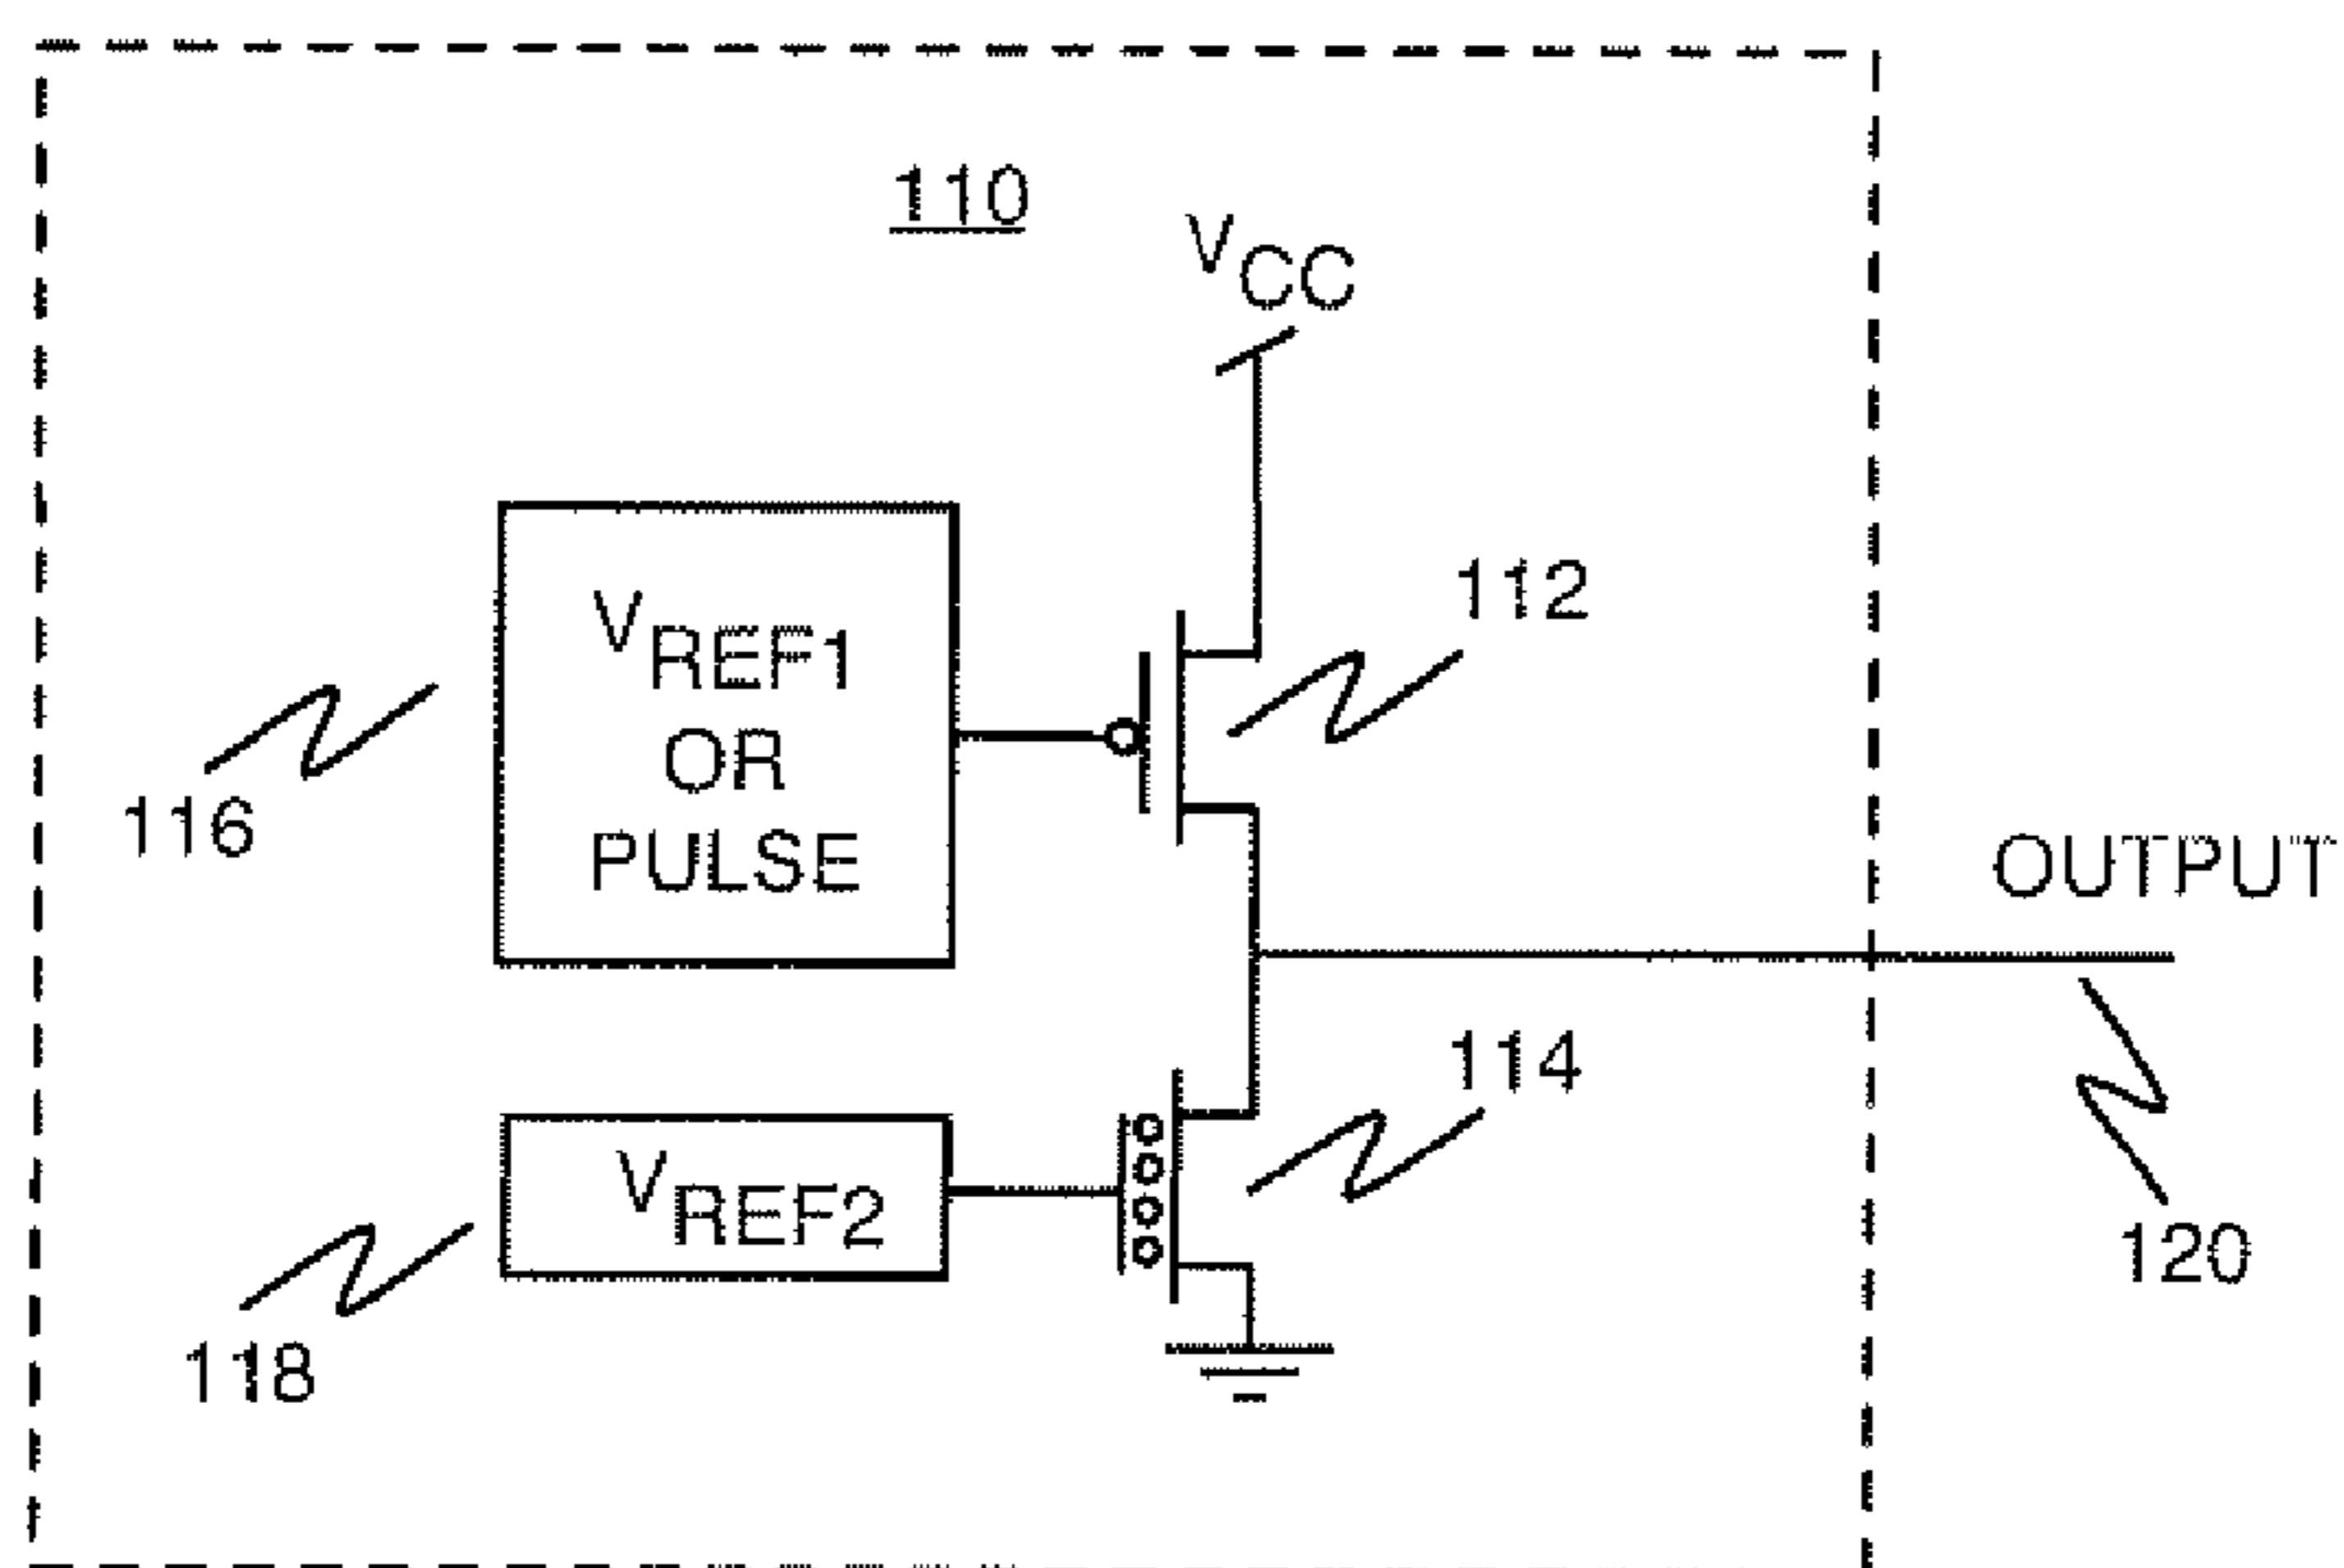 110
VCC
112
VREF1
OR
PULSE
116
OUTPUT
114
VREF2
120
118